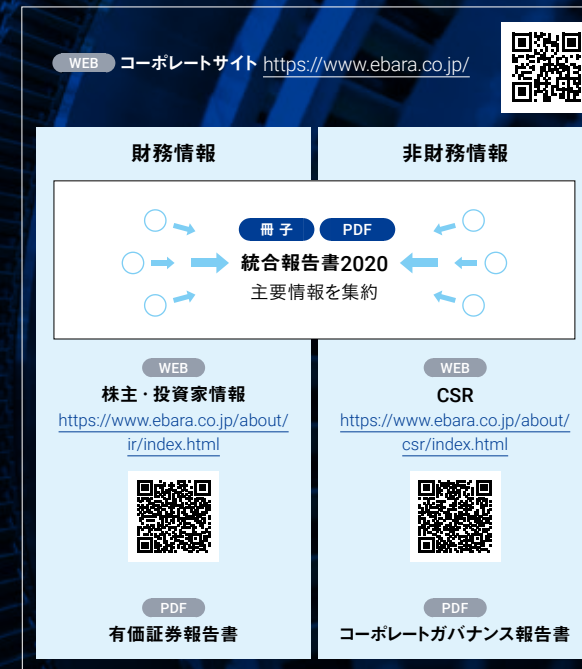 WEB コーポレートサイト https://www.ebara.co.jp/
財務情報
非財務情報
冊子 PDF
統合報告書2020
主要情報を集約
WEB
株主・投資家情報
https://www.ebara.co.jp/about/
ir/index.html
PDF
有価証券報告書
WEB
CSR
https://www.ebara.co.jp/about/
csr/index.html
PDF
コーポレートガバナンス報告書